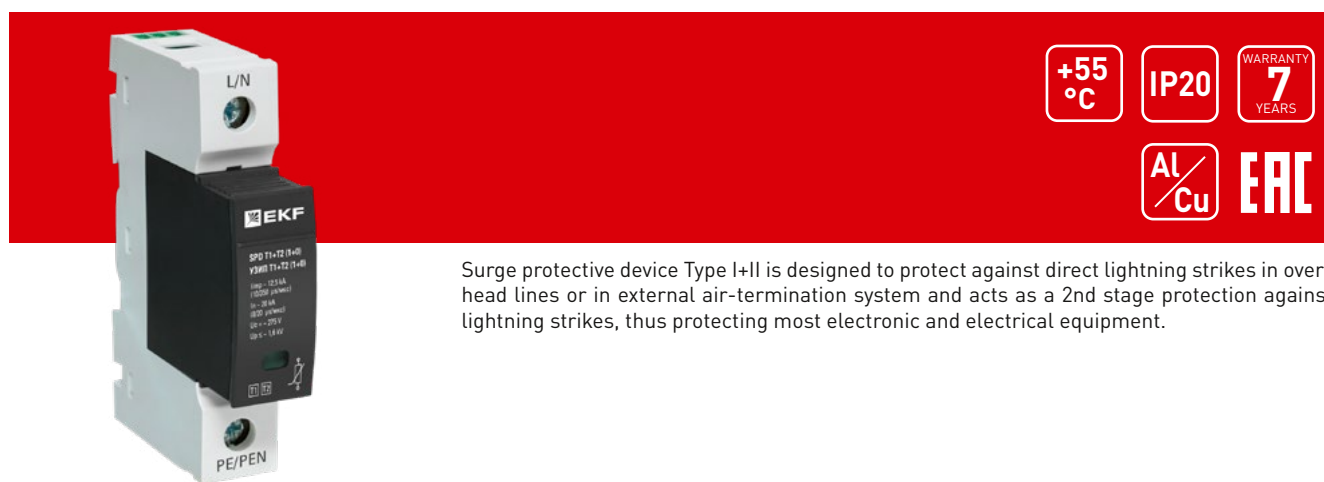 L/N
EKF
SPD T1+T2 (1+0)
УЗИП T1+T2 (1+0)
Iimp – 12,5 kA
(10/350 µs/мкс)
In – 20 kA
(8/20 µs/мкс)
Uc = ~ 275 V
Up ≤ – 1,6 kV
T1 T2
PE/PEN
+55
°C
IP20
WARRANTY
7
YEARS
Al/Cu
EAC
Surge protective device Type I+II is designed to protect against direct lightning strikes in over
head lines or in external air-termination system and acts as a 2nd stage protection agains
lightning strikes, thus protecting most electronic and electrical equipment.